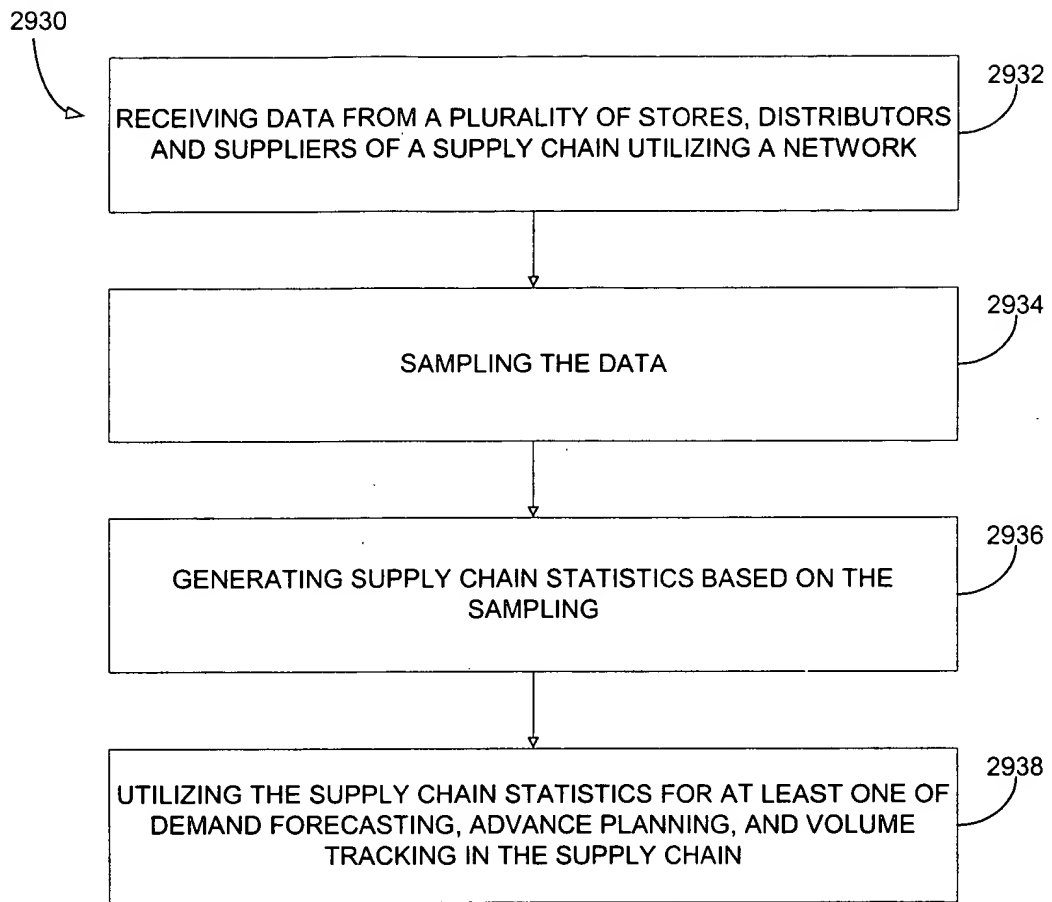 2930
2932
RECEIVING DATA FROM A PLURALITY OF STORES, DISTRIBUTORS
AND SUPPLIERS OF A SUPPLY CHAIN UTILIZING A NETWORK
2934
SAMPLING THE DATA
2936
GENERATING SUPPLY CHAIN STATISTICS BASED ON THE
SAMPLING
2938
UTILIZING THE SUPPLY CHAIN STATISTICS FOR AT LEAST ONE OF
DEMAND FORECASTING, ADVANCE PLANNING, AND VOLUME
TRACKING IN THE SUPPLY CHAIN